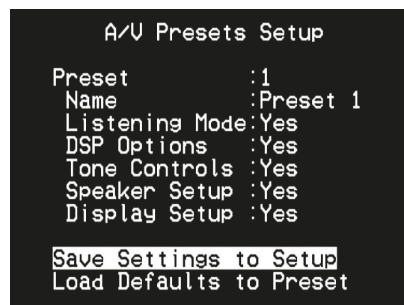 A/V Presets Setup
Preset :1
Name :Preset 1
Listening Mode:Yes
DSP Options :Yes
Tone Controls :Yes
Speaker Setup :Yes
Display Setup :Yes
Save Settings to Setup
Load Defaults to Preset